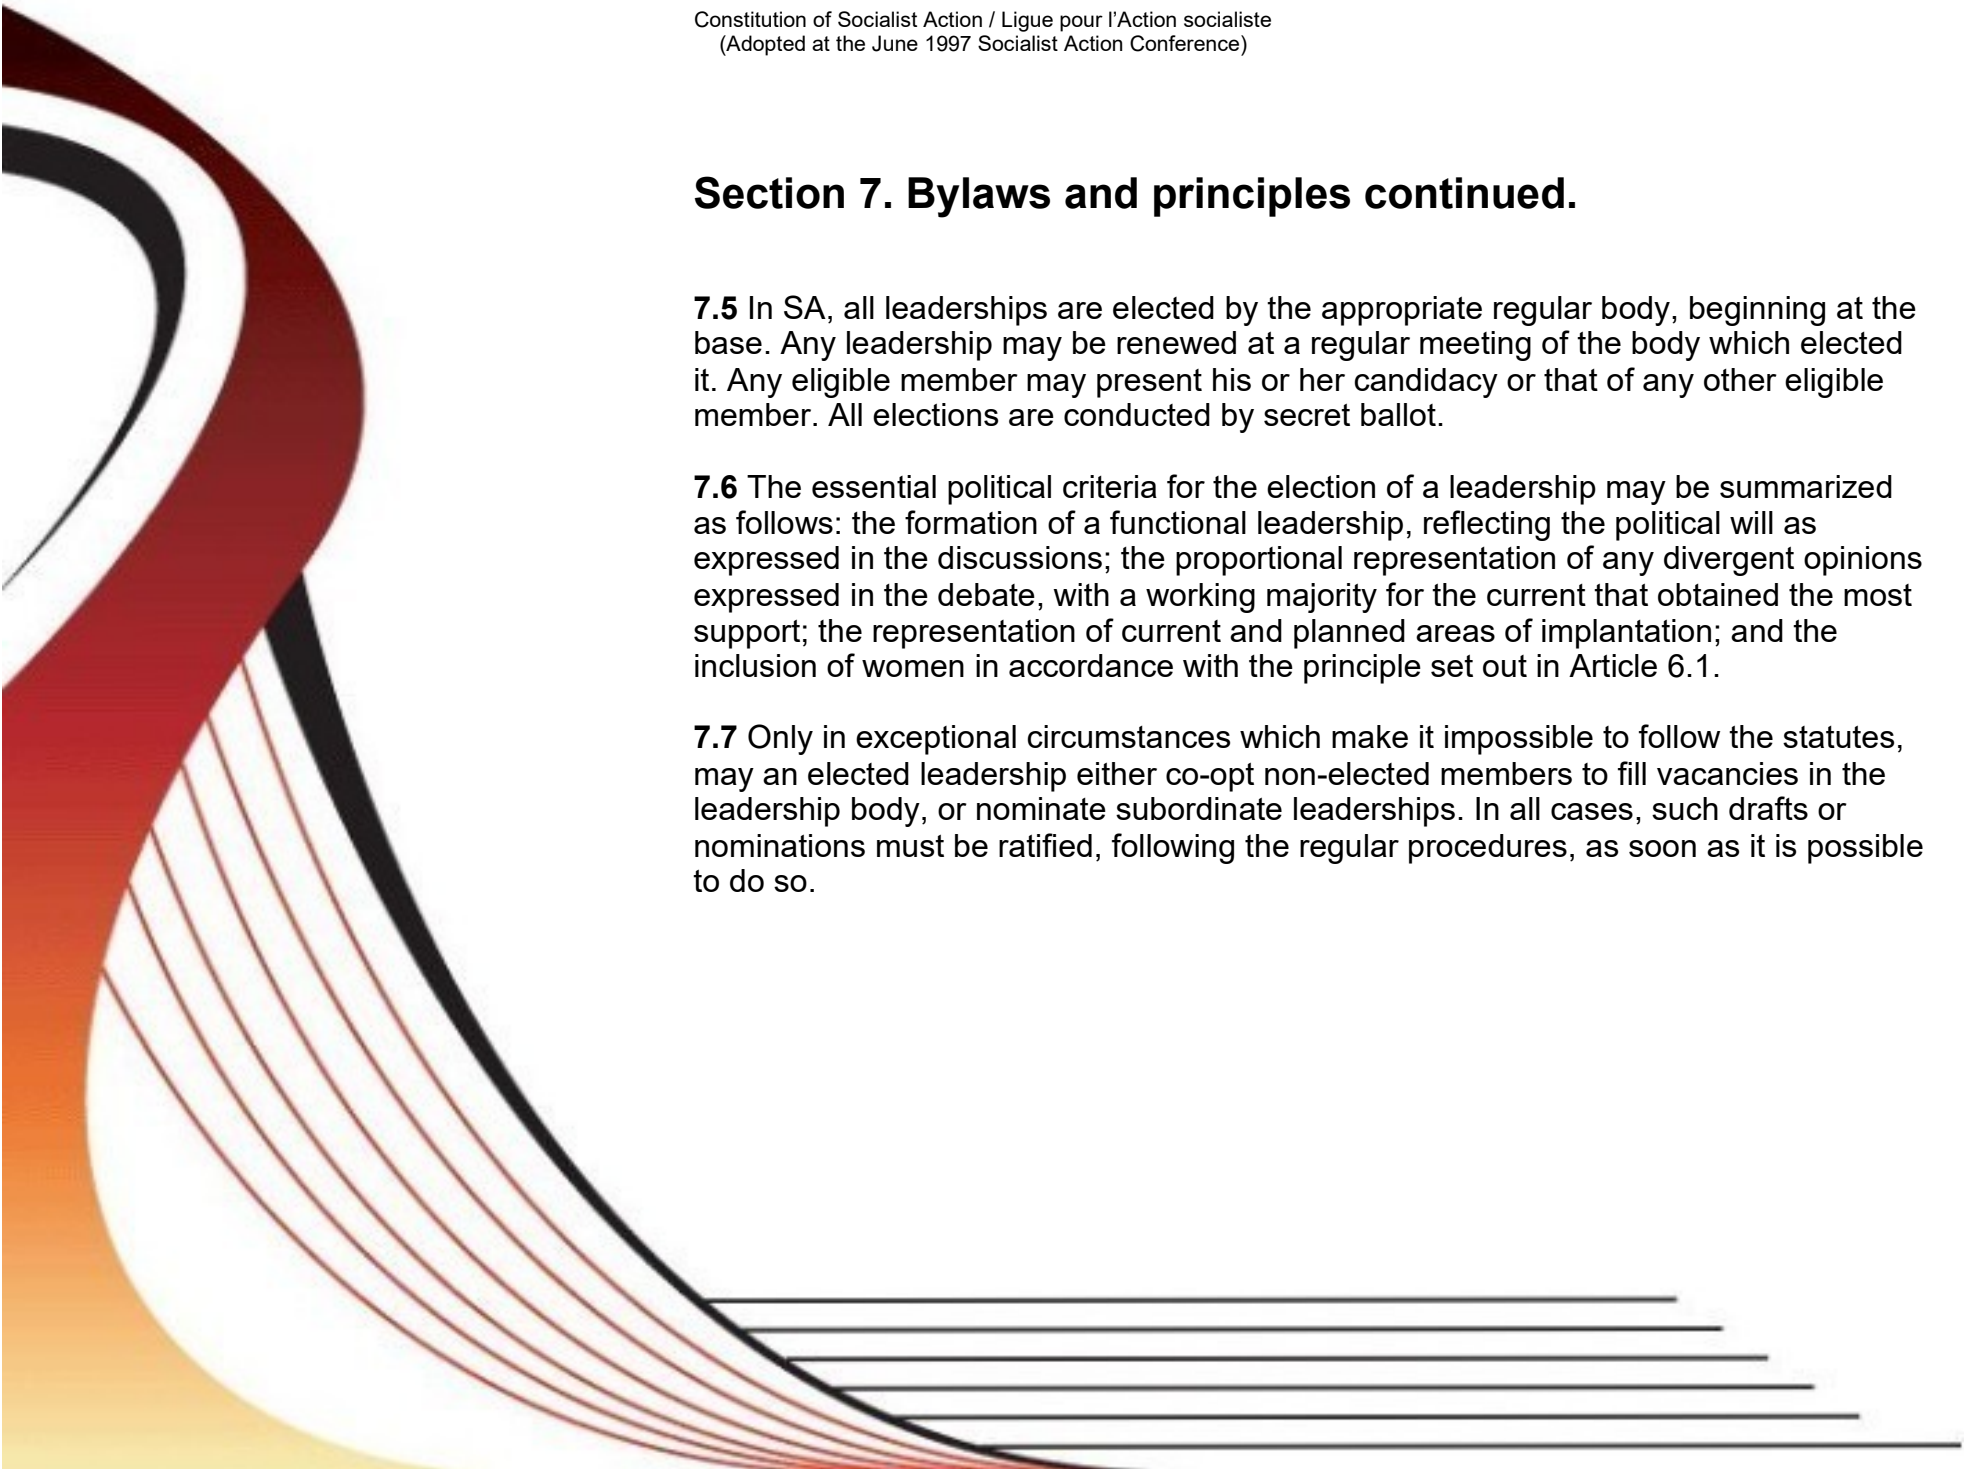 Constitution of Socialist Action / Ligue pour l’Action socialiste
(Adopted at the June 1997 Socialist Action Conference)
Section 7. Bylaws and principles continued.
7.5 In SA, all leaderships are elected by the appropriate regular body, beginning at the
base. Any leadership may be renewed at a regular meeting of the body which elected
it. Any eligible member may present his or her candidacy or that of any other eligible
member. All elections are conducted by secret ballot.
7.6 The essential political criteria for the election of a leadership may be summarized
as follows: the formation of a functional leadership, reflecting the political will as
expressed in the discussions; the proportional representation of any divergent opinions
expressed in the debate, with a working majority for the current that obtained the most
support; the representation of current and planned areas of implantation; and the
inclusion of women in accordance with the principle set out in Article 6.1.
7.7 Only in exceptional circumstances which make it impossible to follow the statutes,
may an elected leadership either co-opt non-elected members to fill vacancies in the
leadership body, or nominate subordinate leaderships. In all cases, such drafts or
nominations must be ratified, following the regular procedures, as soon as it is possible
to do so.